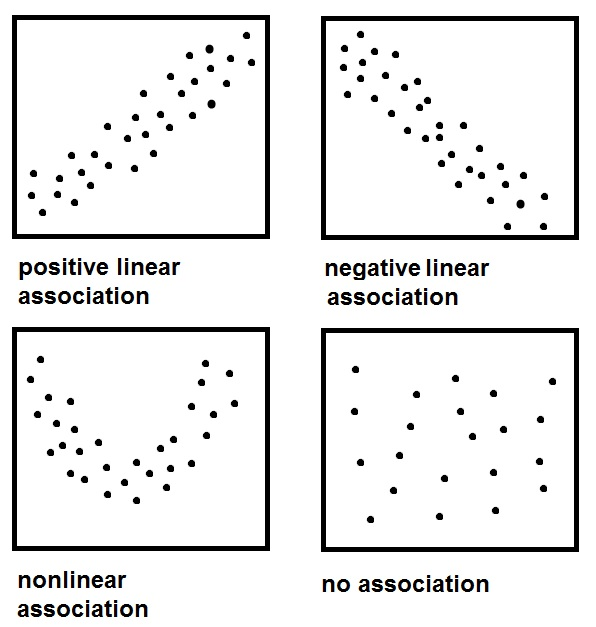 positive linear
association
negative linear
association
nonlinear
association
no association